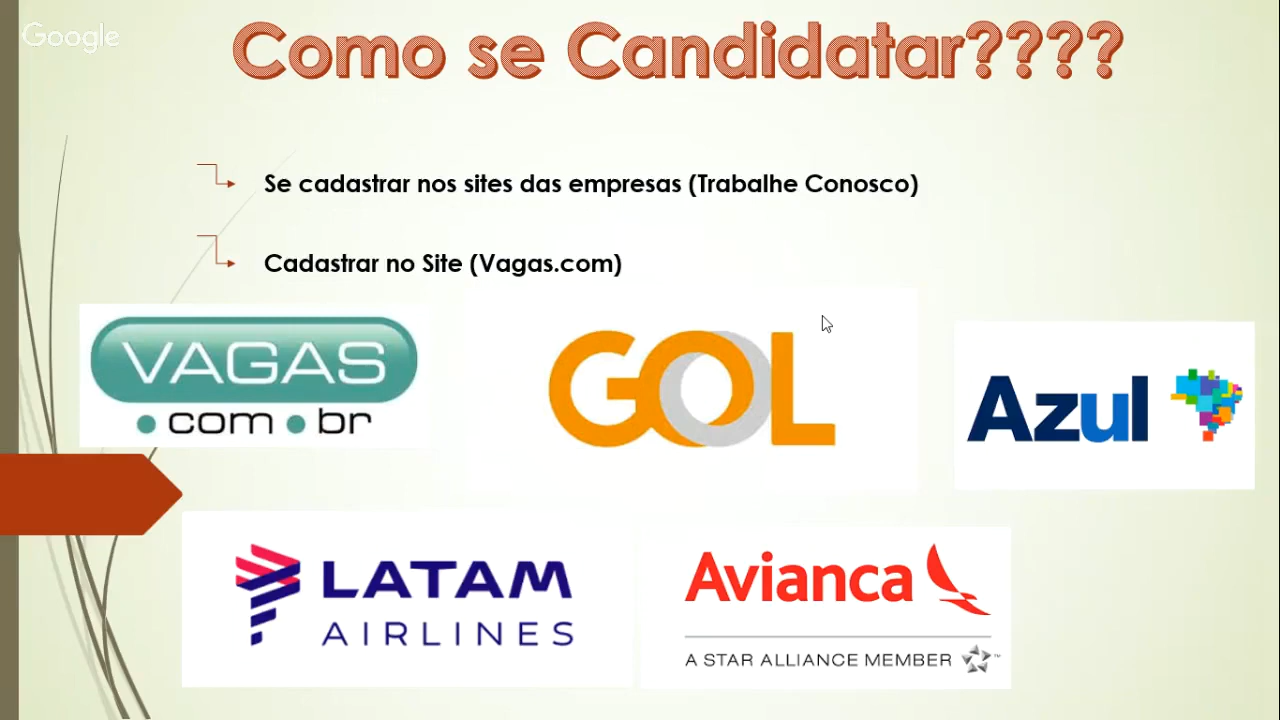 Google
Como se Candidatar????
Se cadastrar nos sites das empresas (Trabalhe Conosco)
Cadastrar no Site (Vagas.com)
VAGAS
.com.br
GOL
Azul
LATAM
AIRLINES
Avianca
A STAR ALLIANCE MEMBER
TM